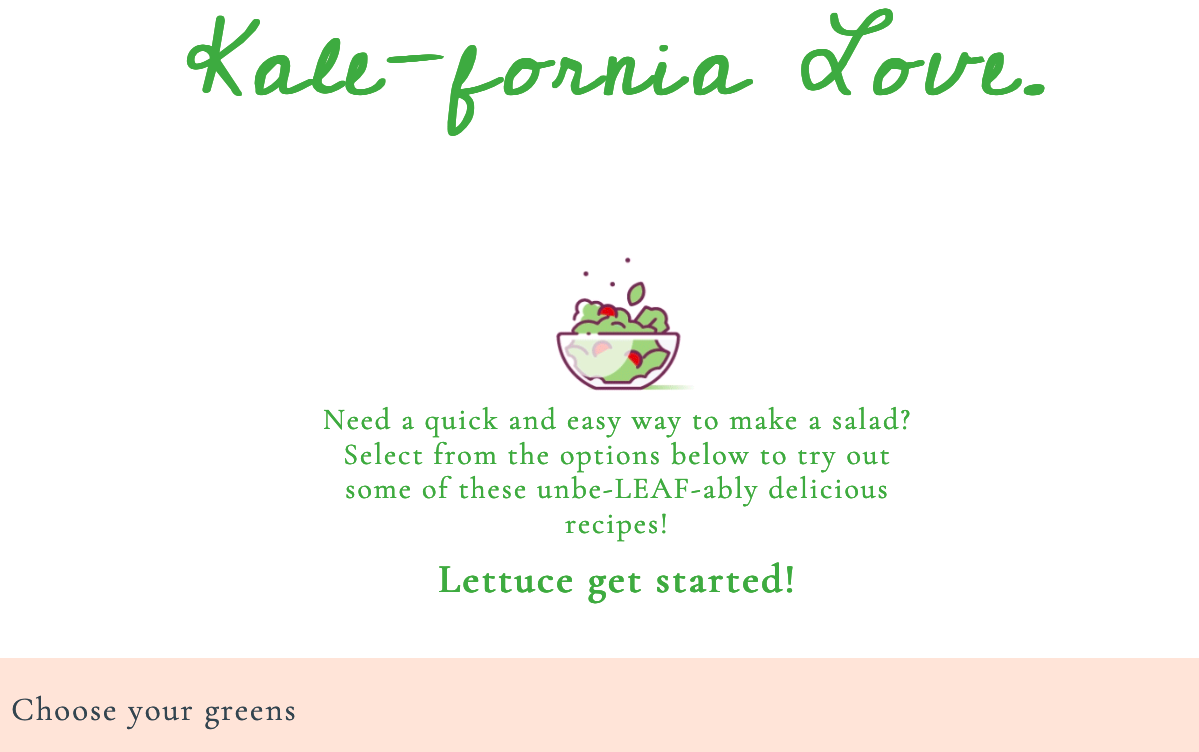 Kale-fornia Love.
Need a quick and easy way to make a salad?
Select from the options below to try out
some of these unbe-LEAF-ably delicious
recipes!
Lettuce get started!
Choose your greens